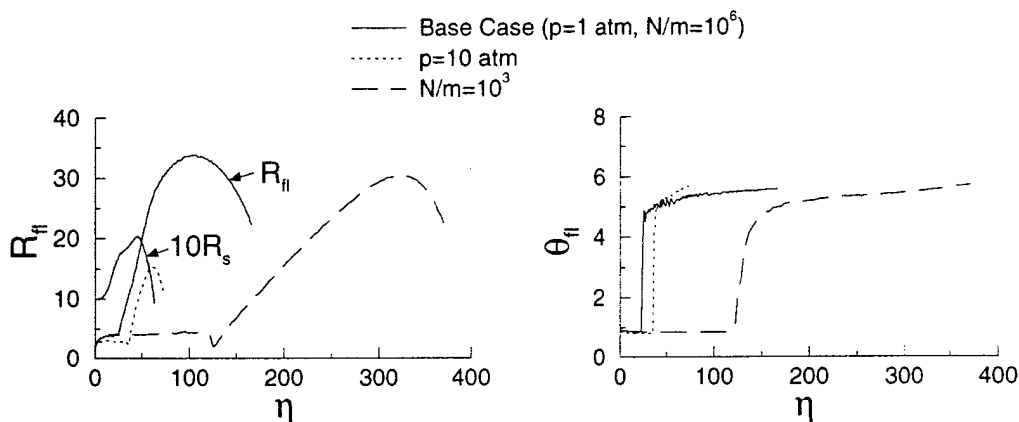 Base Case (p=1 atm, N/m=10⁶)
p=10 atm
N/m=10³
40
30
20
10
0
R_fl
R_fl
10R_s
0 100 200 300 400
η
8
6
4
2
0
θ_fl
0 100 200 300 400
η